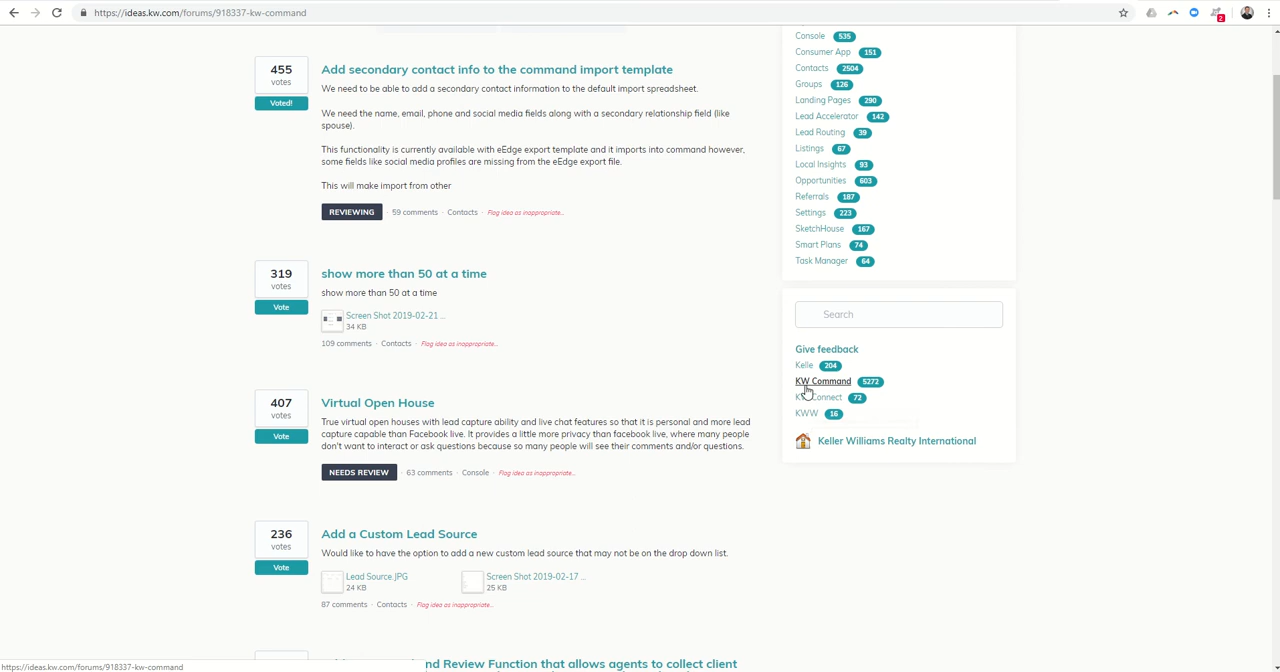 https://ideas.kw.com/forums/918337-kw-command
2
455
votes
Voted!
Add secondary contact info to the command import template
We need to be able to add a secondary contact information to the default import spreadsheet.
We need the name, email, phone and social media fields along with a secondary relationship field (like
spouse).
This functionality is currently available with eEdge export template and it imports into command however,
some fields like social media profiles are missing from the eEdge export file.
This will make import from other
REVIEWING 59 comments · Contacts · Flag idea as inappropriate...
319
votes
Vote
show more than 50 at a time
show more than 50 at a time
Screen Shot 2019-02-21 ...
34 KB
109 comments · Contacts · Flag idea as inappropriate...
407
votes
Vote
Virtual Open House
True virtual open houses with lead capture ability and live chat features so that it is personal and more lead
capture capable than Facebook live. It provides a little more privacy than facebook live, where many people
don't want to interact or ask questions because so many people will see their comments and/or questions.
NEEDS REVIEW · 63 comments · Console · Flag idea as inappropriate...
236
votes
Vote
Add a Custom Lead Source
Would like to have the option to add a new custom lead source that may not be on the drop down list.
Lead Source.JPG
24 KB
Screen Shot 2019-02-17 ...
25 KB
87 comments · Contacts · Flag idea as inappropriate...
nd Review Function that allows agents to collect client
Console 535
Consumer App 151
Contacts 2504
Groups 126
Landing Pages 290
Lead Accelerator 142
Lead Routing 39
Listings 67
Local Insights 93
Opportunities 603
Referrals 187
Settings 223
SketchHouse 167
Smart Plans 74
Task Manager 64
Search
Give feedback
Kelle 204
KW Command 5272
Connect 72
KWW 16
Keller Williams Realty International
https://ideas.kw.com/forums/918337-kw-command